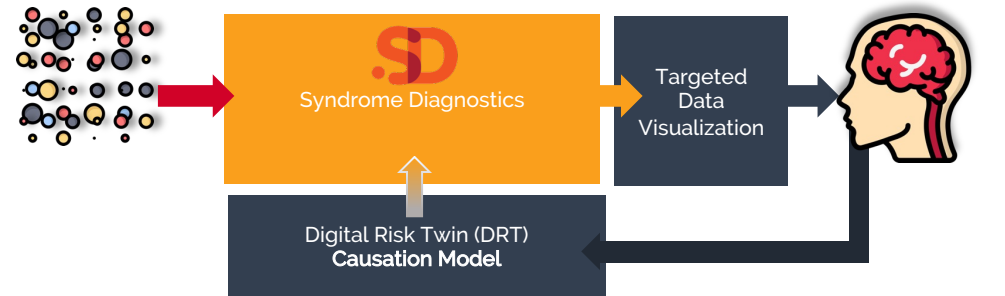 SD
Syndrome Diagnostics
Targeted
Data
Visualization
Digital Risk Twin (DRT)
Causation Model